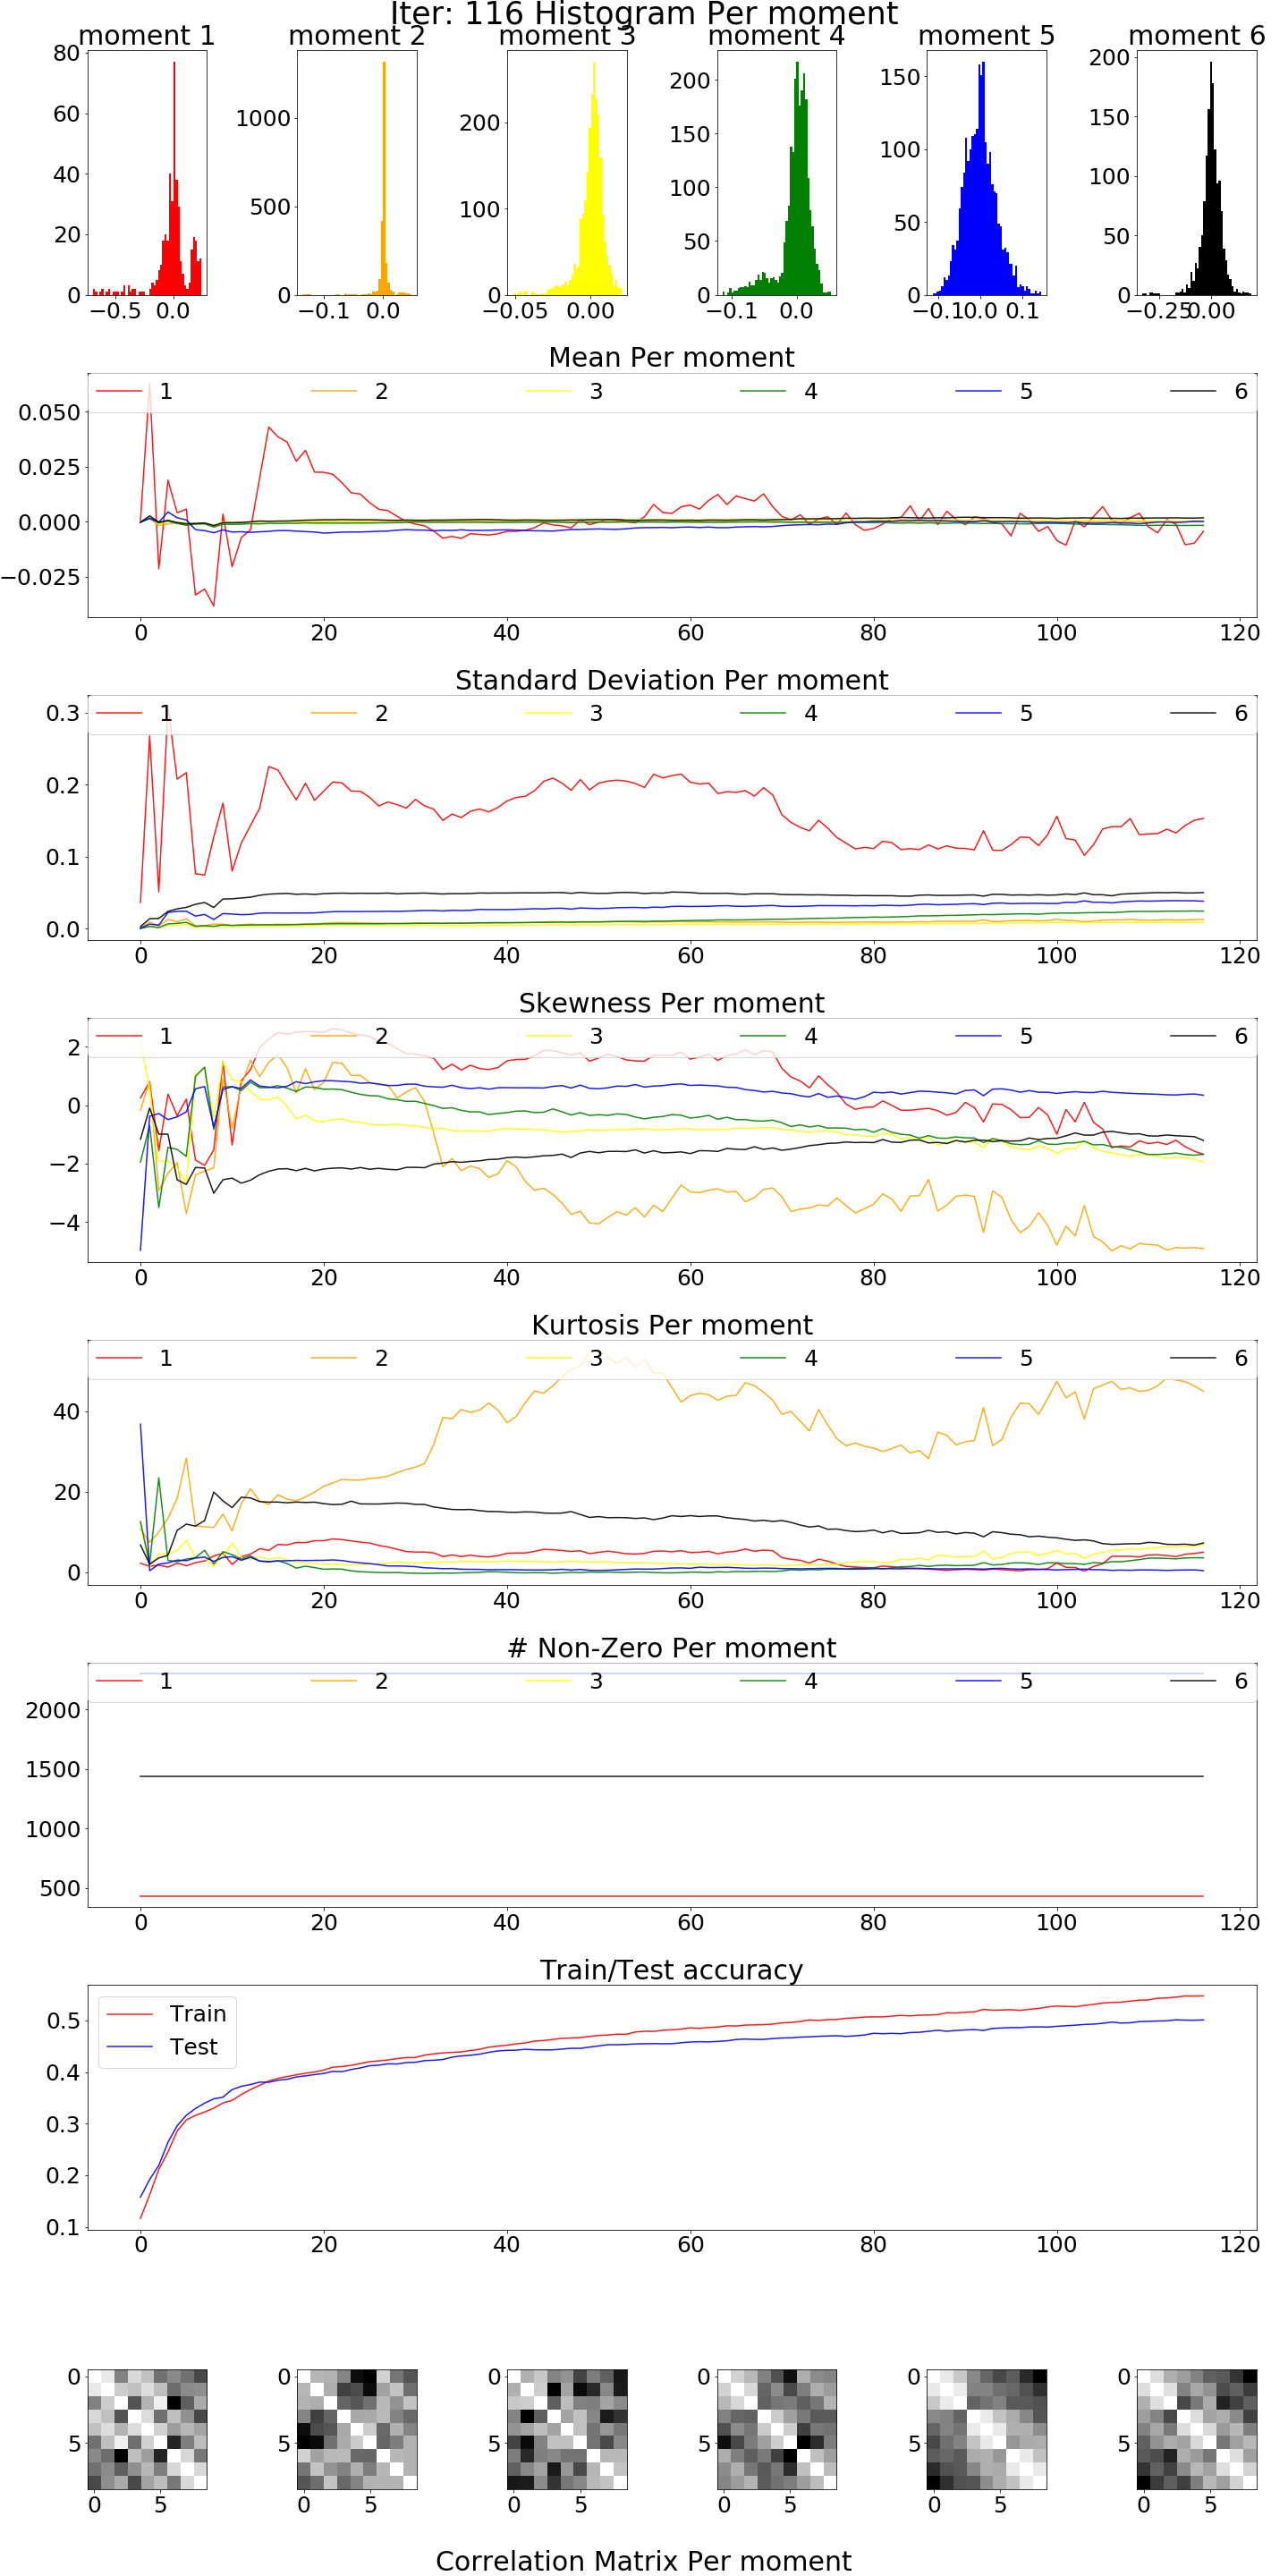 Iter: 116 Histogram Per moment
moment 1 moment 2 moment 3 moment 4 moment 5 moment 6
80 60 40 20 0
−0.5 0.0
1000 500 0
−0.1 0.0
200 100 0
−0.05 0.00
200 150 100 50 0
−0.1 0.0
150 100 50 0
−0.1 0.0 0.1
200 150 100 50 0
−0.25 0.00
Mean Per moment
1 2 3 4 5 6
0.050
0.025
0.000
−0.025
0 20 40 60 80 100 120
Standard Deviation Per moment
1 2 3 4 5 6
0.3
0.2
0.1
0.0
0 20 40 60 80 100 120
Skewness Per moment
1 2 3 4 5 6
2
0
−2
−4
0 20 40 60 80 100 120
Kurtosis Per moment
1 2 3 4 5 6
40
20
0
0 20 40 60 80 100 120
# Non-Zero Per moment
1 2 3 4 5 6
2000
1500
1000
500
0 20 40 60 80 100 120
Train/Test accuracy
Train
Test
0.5
0.4
0.3
0.2
0.1
0 20 40 60 80 100 120
0 0 0 0 0 0
5 5 5 5 5 5
0 5 0 5 0 5 0 5 0 5 0 5
Correlation Matrix Per moment